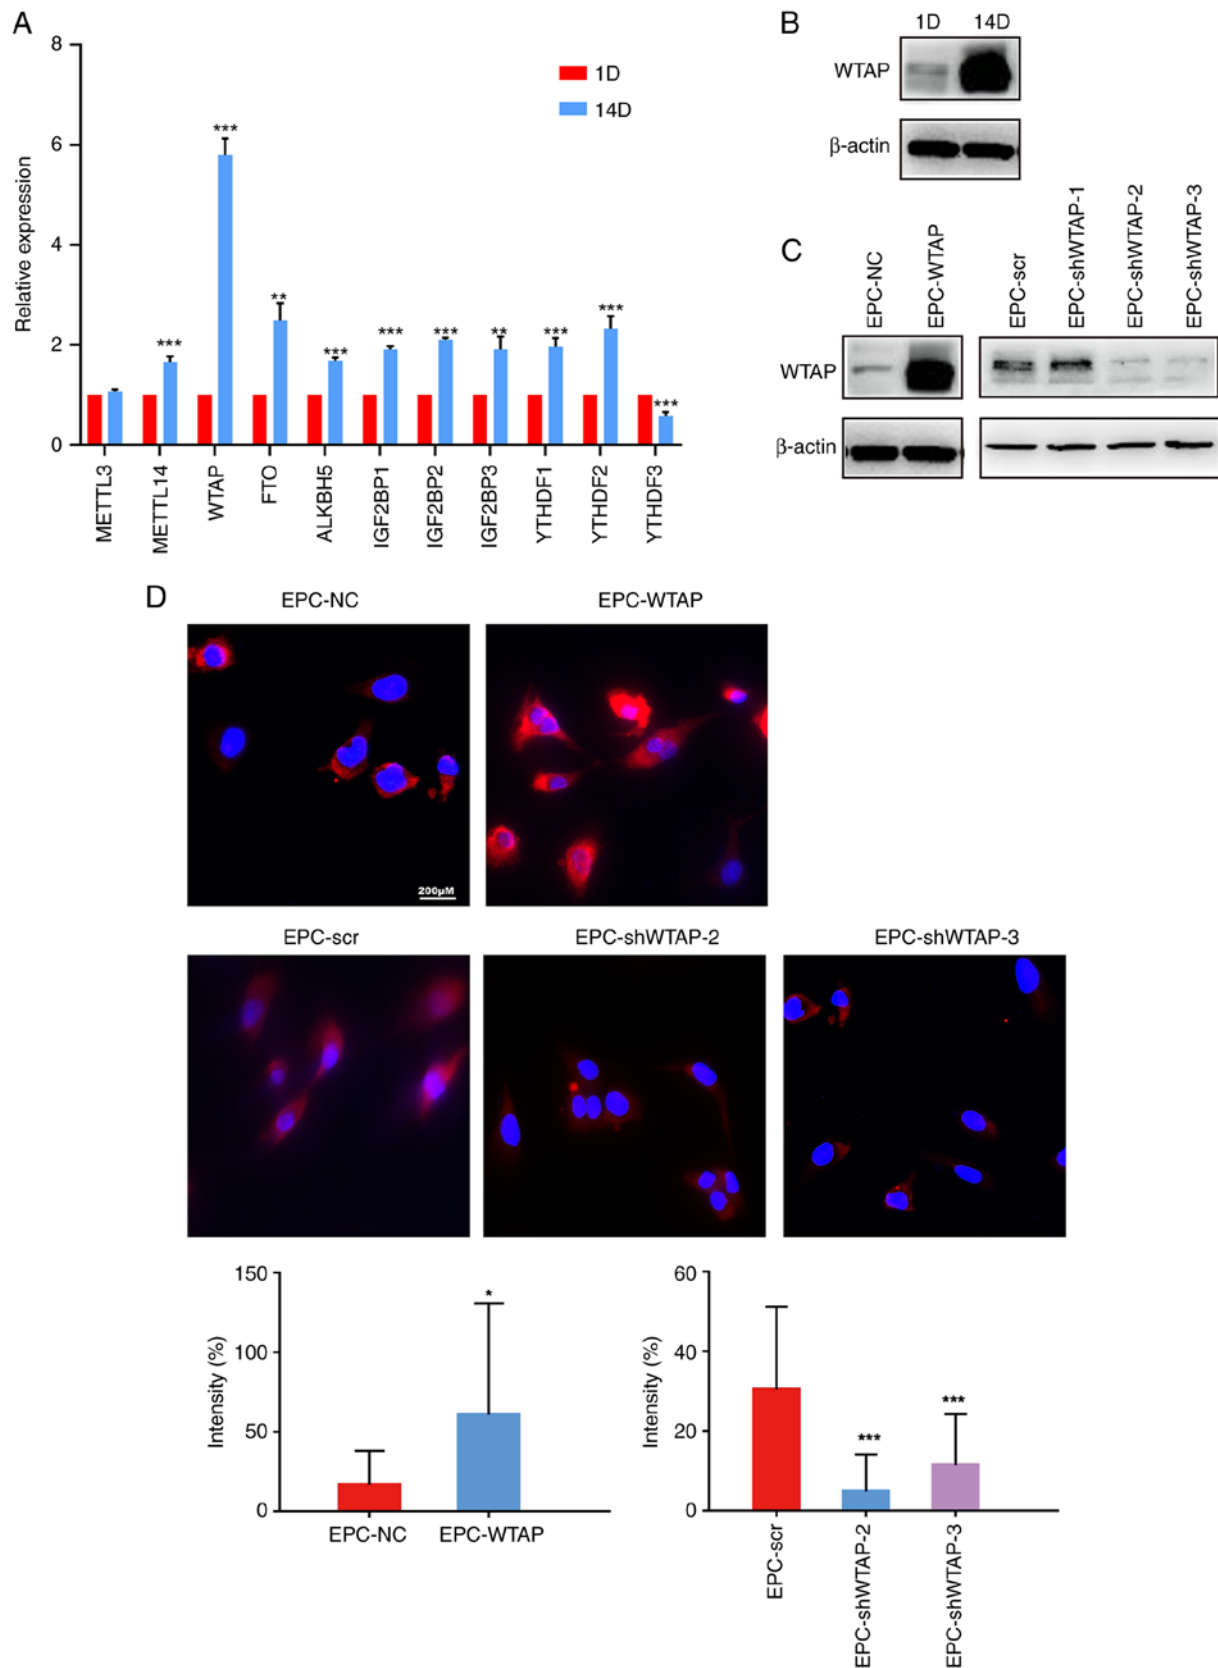 A
8
6
4
2
0
Relative expression
1D
14D
***
***
**
***
***
***
**
***
***
***
METTL3
METTL14
WTAP
FTO
ALKBH5
IGF2BP1
IGF2BP2
IGF2BP3
YTHDF1
YTHDF2
YTHDF3
B
1D 14D
WTAP
β-actin
C
EPC-NC
EPC-WTAP
EPC-scr
EPC-shWTAP-1
EPC-shWTAP-2
EPC-shWTAP-3
WTAP
β-actin
D
EPC-NC EPC-WTAP
200μM
EPC-scr EPC-shWTAP-2 EPC-shWTAP-3
150
100
50
0
Intensity (%)
*
EPC-NC EPC-WTAP
60
40
20
0
Intensity (%)
***
***
EPC-scr
EPC-shWTAP-2
EPC-shWTAP-3